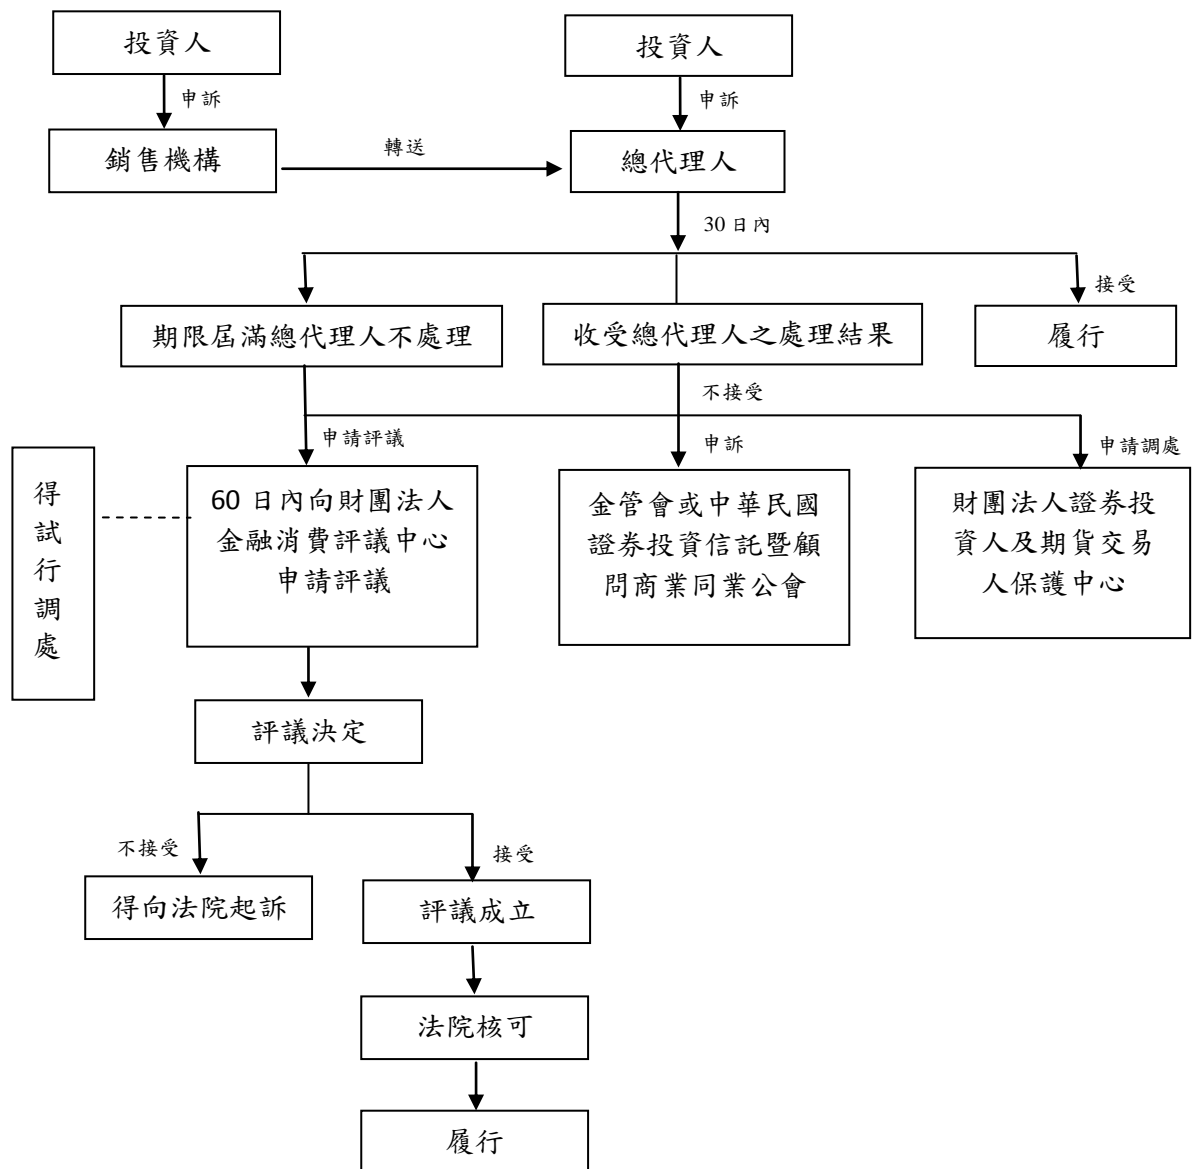 投資人
投資人
申訴
申訴
銷售機構
轉送
總代理人
30 日內
接受
期限屆滿總代理人不處理
收受總代理人之處理結果
履行
不接受
申請評議
申訴
申請調處
得
試
行
調
處
60 日內向財團法人
金融消費評議中心
申請評議
金管會或中華民國
證券投資信託暨顧
問商業同業公會
財團法人證券投
資人及期貨交易
人保護中心
評議決定
不接受
接受
得向法院起訴
評議成立
法院核可
履行